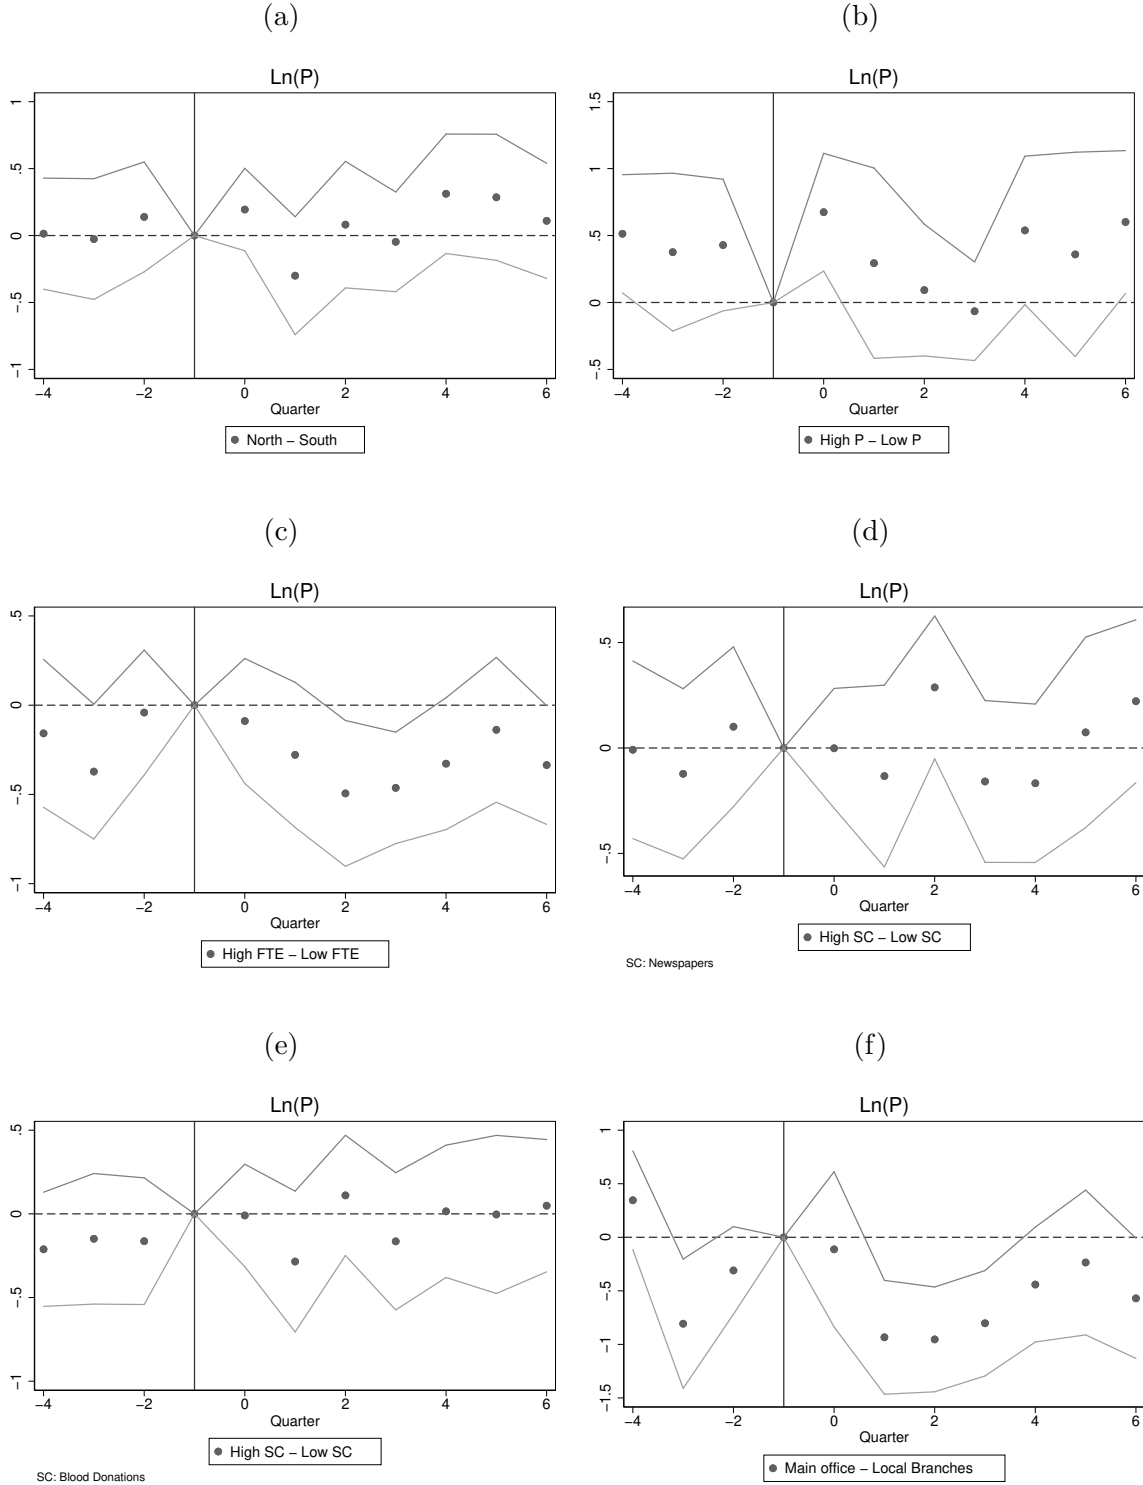 (a)
Ln(P)
1
.5
0
−.5
−1
−4 −2 0 2 4 6
Quarter
North − South
(b)
Ln(P)
1.5
1
.5
0
−.5
−4 −2 0 2 4 6
Quarter
High P − Low P
(c)
Ln(P)
.5
0
−.5
−1
−4 −2 0 2 4 6
Quarter
High FTE − Low FTE
(d)
Ln(P)
.5
0
−.5
−4 −2 0 2 4 6
Quarter
High SC − Low SC
SC: Newspapers
(e)
Ln(P)
.5
0
−.5
−1
−4 −2 0 2 4 6
Quarter
High SC − Low SC
SC: Blood Donations
(f)
Ln(P)
1
.5
0
−.5
−1
−1.5
−4 −2 0 2 4 6
Quarter
Main office − Local Branches